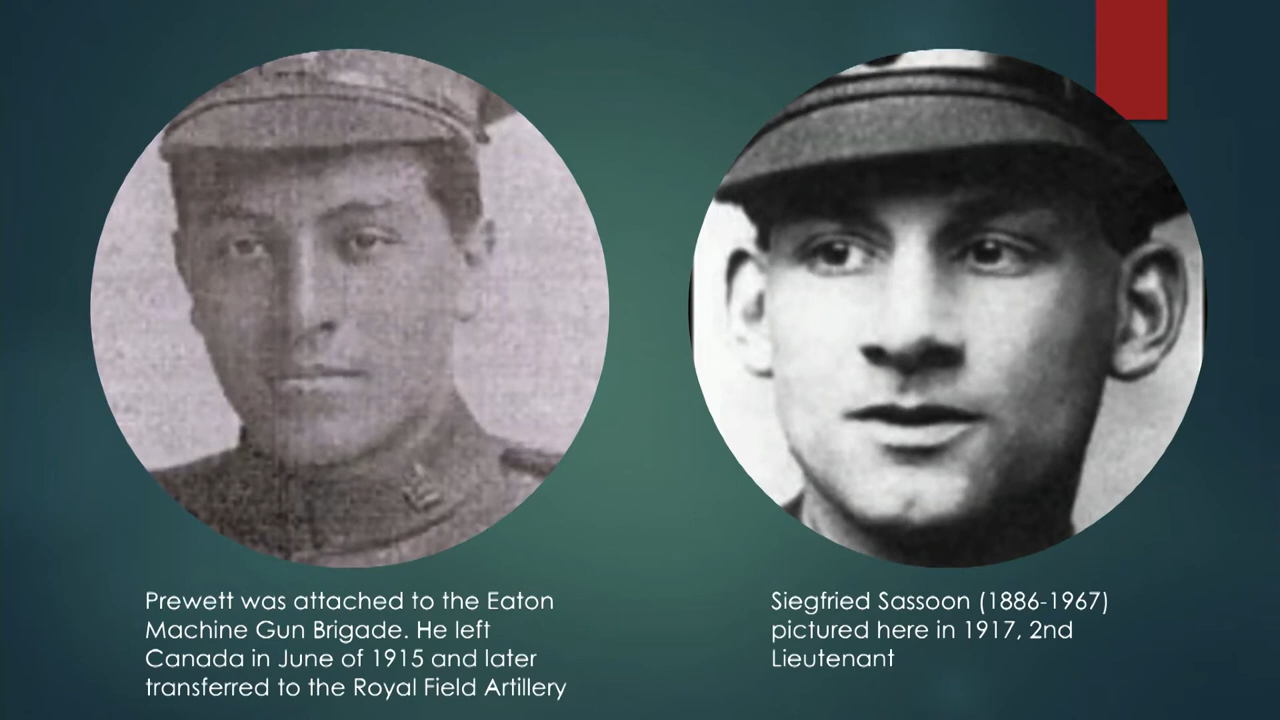 Prewett was attached to the Eaton
Machine Gun Brigade. He left
Canada in June of 1915 and later
transferred to the Royal Field Artillery
Siegfried Sassoon (1886-1967)
pictured here in 1917, 2nd
Lieutenant